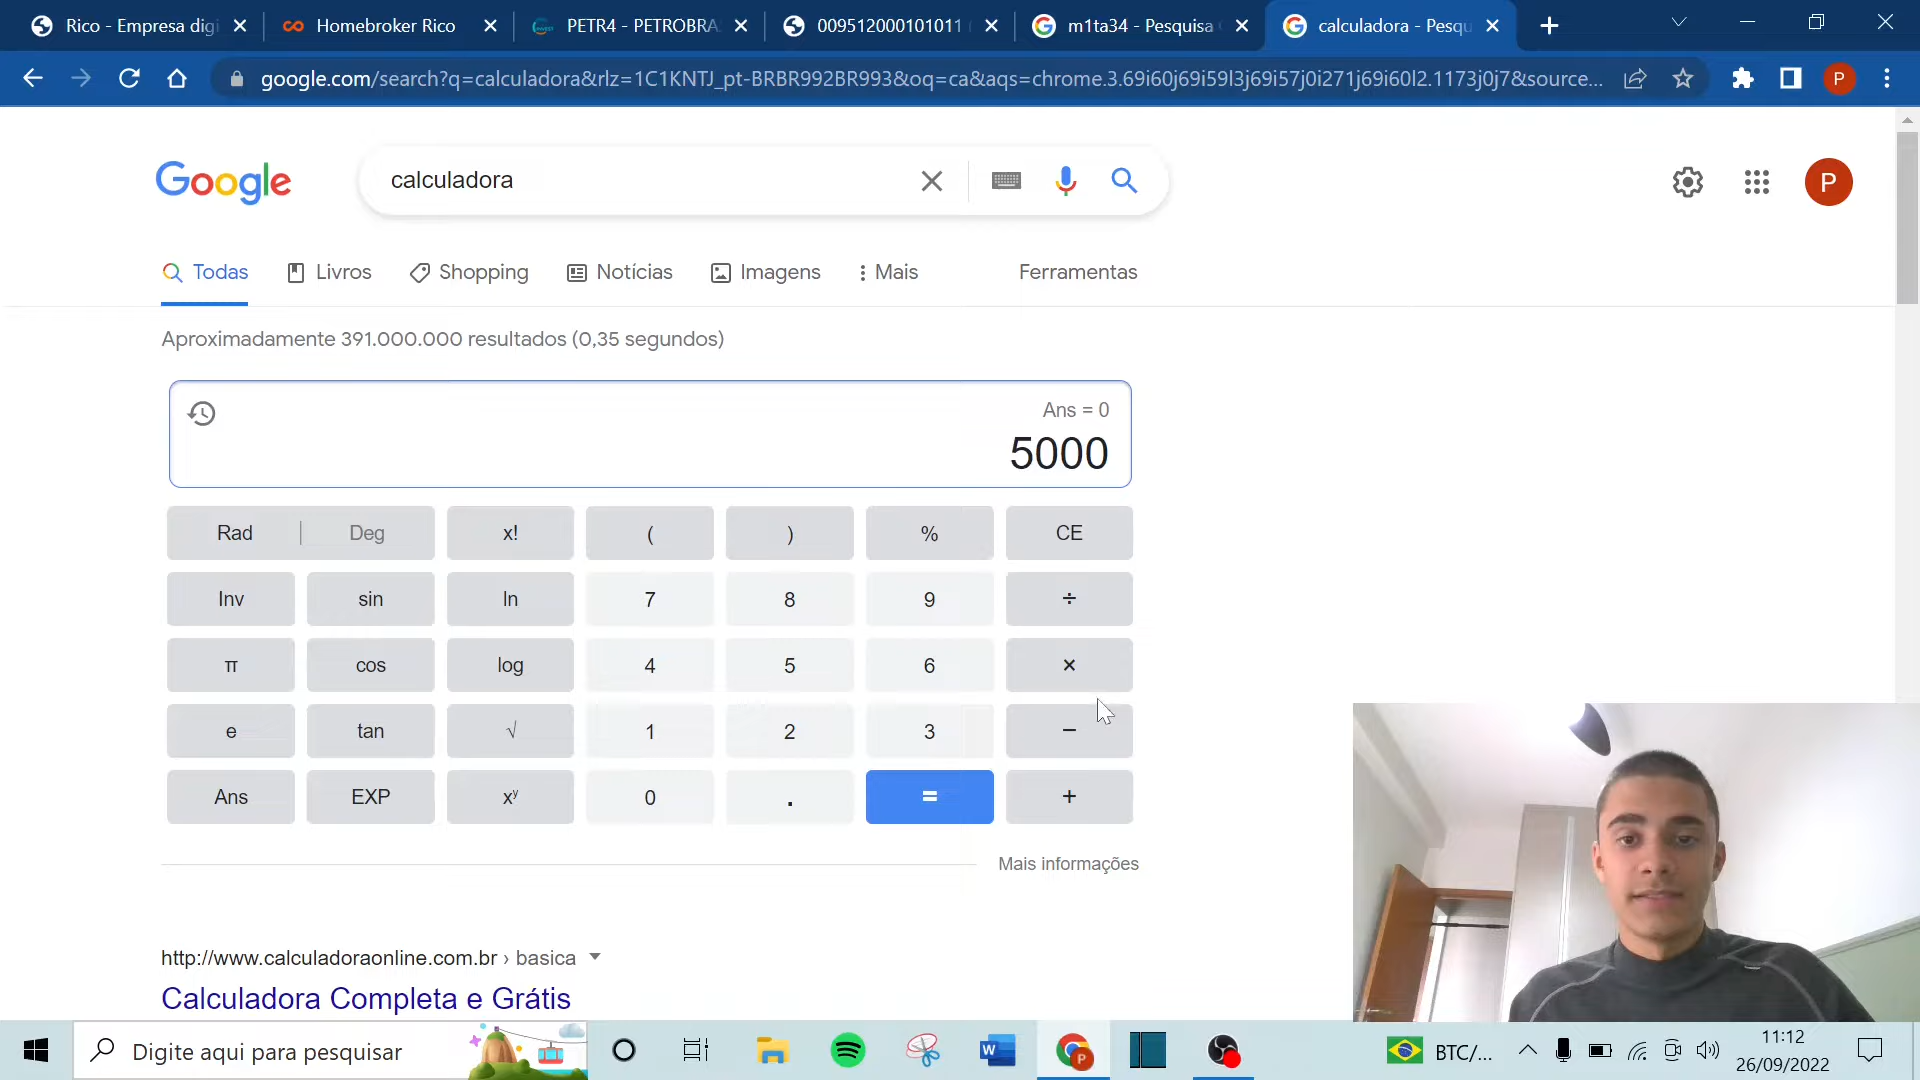 Rico - Empresa digi
Homebroker Rico
PETR4 - PETROBRA
009512000101011
m1ta34 - Pesquisa
calculadora - Pesqu
google.com/search?q=calculadora&rlz=1C1KNTJ_pt-BRBR992BR993&oq=ca&aqs=chrome.3.69i60j69i59l3j69i57j0i271j69i60l2.1173j0j7&source...
P
Google
calculadora
P
Todas
Livros
Shopping
Notícias
Imagens
Mais
Ferramentas
Aproximadamente 391.000.000 resultados (0,35 segundos)
Ans = 0
5000
Rad | Deg x! ( ) % CE
Inv sin ln 7 8 9 ÷
π cos log 4 5 6 ×
e tan √ 1 2 3 −
Ans EXP xʸ 0 . = +
Mais informações
http://www.calculadoraonline.com.br › basica
Calculadora Completa e Grátis
Digite aqui para pesquisar
W
P
BTC/...
11:12
26/09/2022